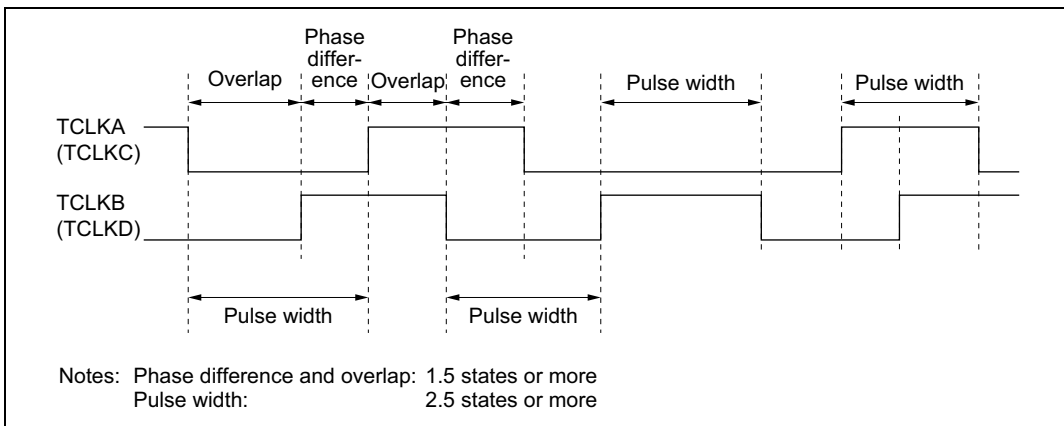 Phase
differ-
ence
Phase
differ-
ence
Overlap
Overlap
Pulse width
Pulse width
TCLKA
(TCLKC)
TCLKB
(TCLKD)
Pulse width
Pulse width
Notes: Phase difference and overlap: 1.5 states or more
Pulse width: 2.5 states or more